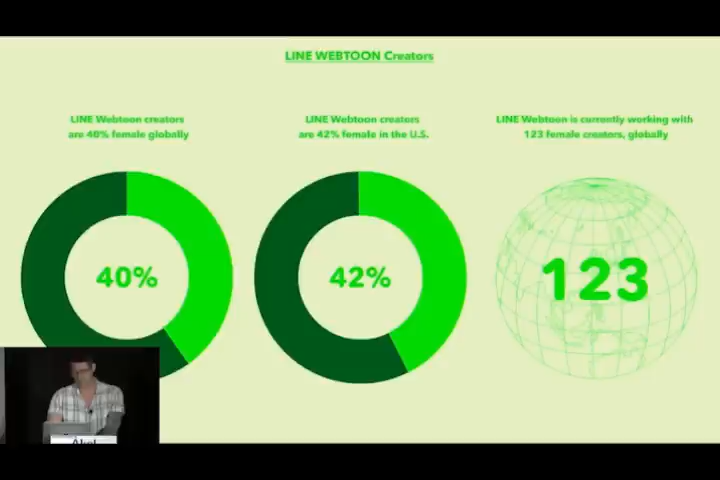 LINE WEBTOON Creators
LINE Webtoon creators
are 40% female globally
LINE Webtoon creators
are 42% female in the U.S.
LINE Webtoon is currently working with
123 female creators, globally
40%
42%
123